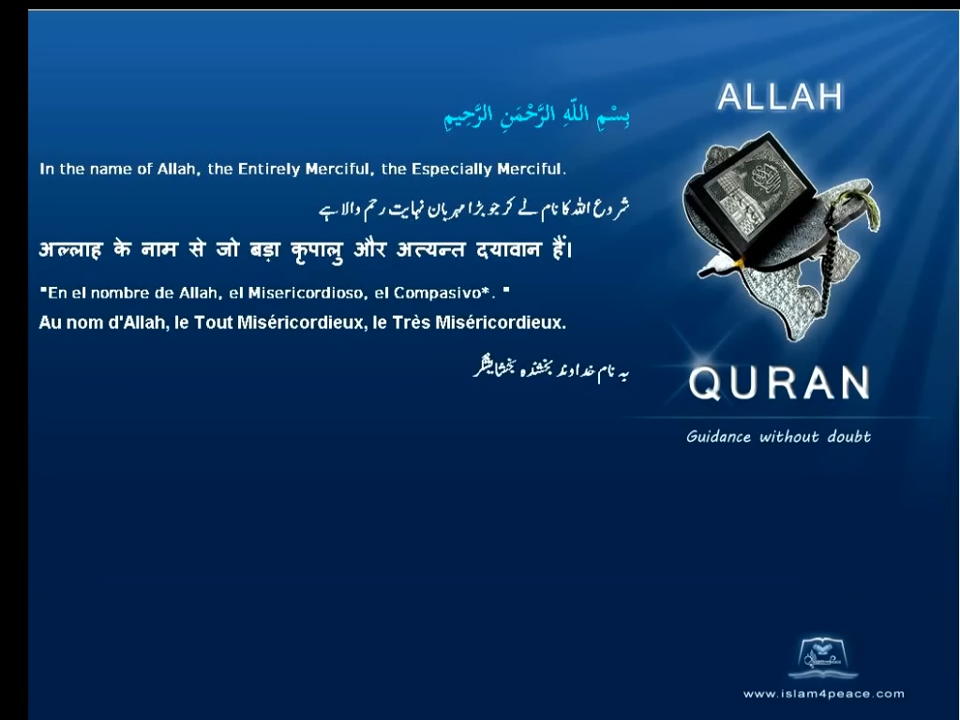 بِسْمِ اللّهِ الرَّحْمَنِ الرَّحِيمِ
In the name of Allah, the Entirely Merciful, the Especially Merciful.
شروع الله کا نام لے کر جو بڑا مہربان نہایت رحم والا ہے
अल्लाह के नाम से जो बड़ा कृपालु और अत्यन्त दयावान हैं।
"En el nombre de Allah, el Misericordioso, el Compasivo*. "
Au nom d'Allah, le Tout Miséricordieux, le Très Miséricordieux.
به نام خداوند بخشنده بخشایشگر
ALLAH
QURAN
Guidance without doubt
www.islam4peace.com